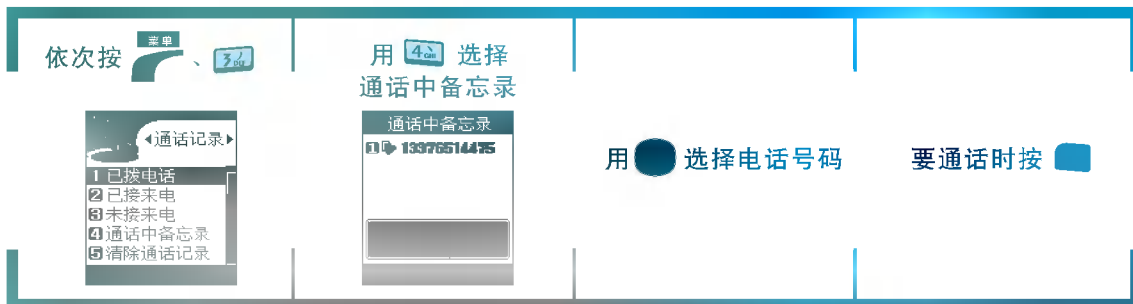 依次按 菜单 、 3
通话记录
1 已拨电话
2 已接来电
3 未接来电
4 通话中备忘录
5 清除通话记录
用 4 选择
通话中备忘录
通话中备忘录
1 13376514475
用 选择电话号码
要通话时按